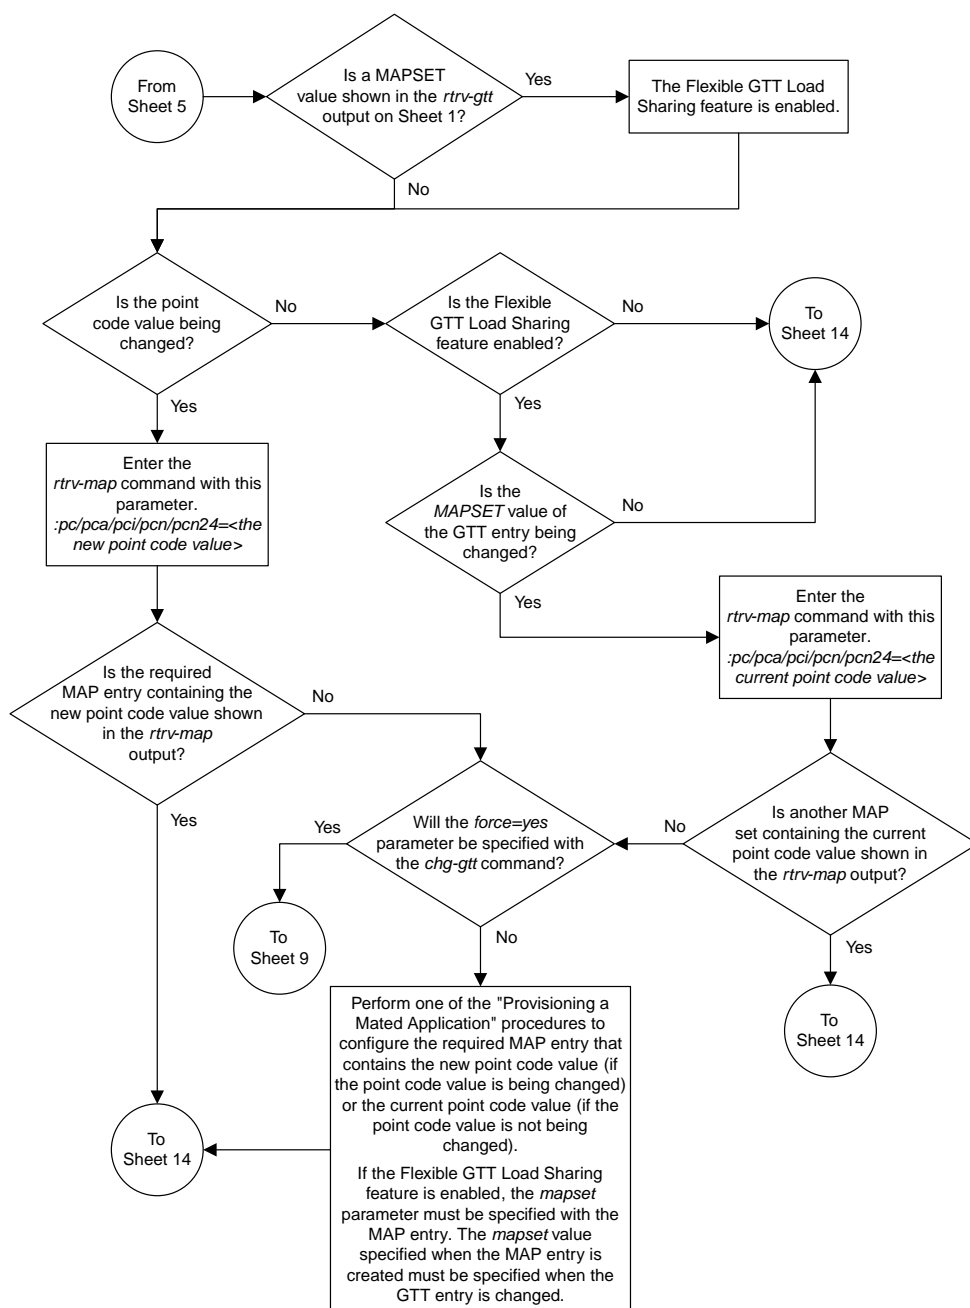 From
Sheet 5
Is a MAPSET
value shown in the rtrv-gtt
output on Sheet 1?
Yes
The Flexible GTT Load
Sharing feature is enabled.
No
Is the point
code value being
changed?
No
Is the Flexible
GTT Load Sharing
feature enabled?
No
To
Sheet 14
Yes
Yes
Enter the
rtrv-map command with this
parameter.
:pc/pca/pci/pcn/pcn24=<the
new point code value>
Is the
MAPSET value of
the GTT entry being
changed?
No
Yes
Enter the
rtrv-map command with this
parameter.
:pc/pca/pci/pcn/pcn24=<the
current point code value>
Is the required
MAP entry containing the
new point code value shown
in the rtrv-map
output?
No
Yes
Will the force=yes
parameter be specified with
the chg-gtt command?
Yes
No
Is another MAP
set containing the current
point code value shown in
the rtrv-map output?
No
Yes
To
Sheet 9
To
Sheet 14
Perform one of the "Provisioning a
Mated Application" procedures to
configure the required MAP entry that
contains the new point code value (if
the point code value is being changed)
or the current point code value (if the
point code value is not being
changed).
If the Flexible GTT Load Sharing
feature is enabled, the mapset
parameter must be specified with the
MAP entry. The mapset value
specified when the MAP entry is
created must be specified when the
GTT entry is changed.
To
Sheet 14